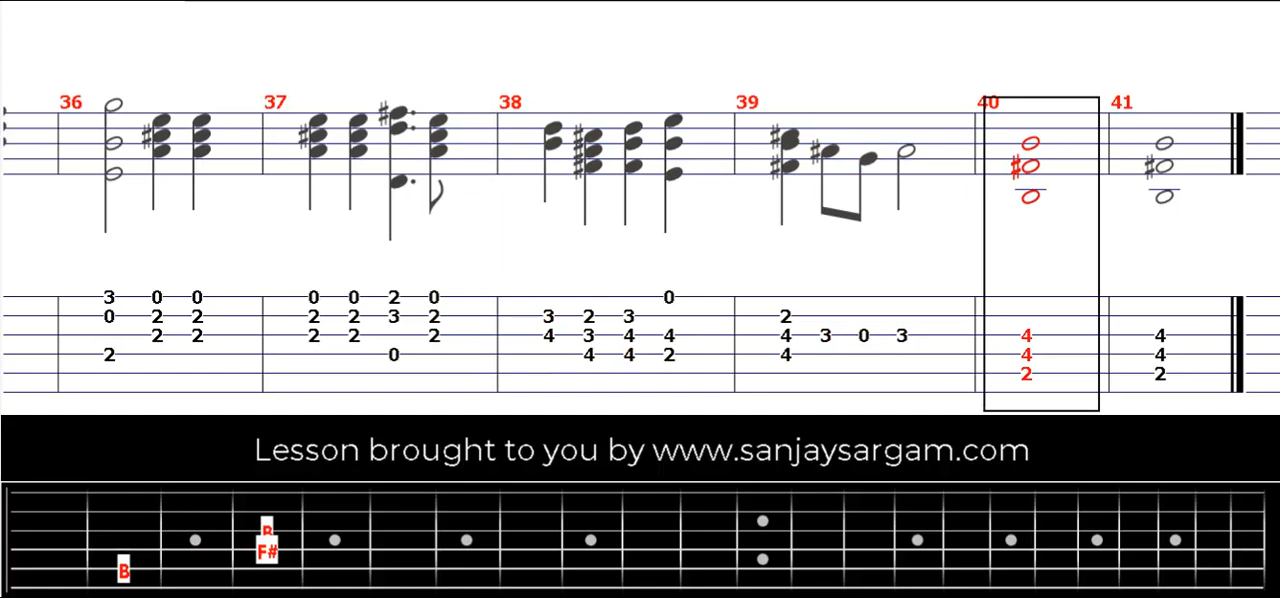 36 37 38 39 40 41
3 0 0 0 0 2 0 0
0 2 2 2 2 3 2 3 2 3 2
2 2 2 2 2 4 3 4 4 4 3 0 3 4 4
2 0 4 4 2 4 4 4
2 2
Lesson brought to you by www.sanjaysargam.com
B
F#
B